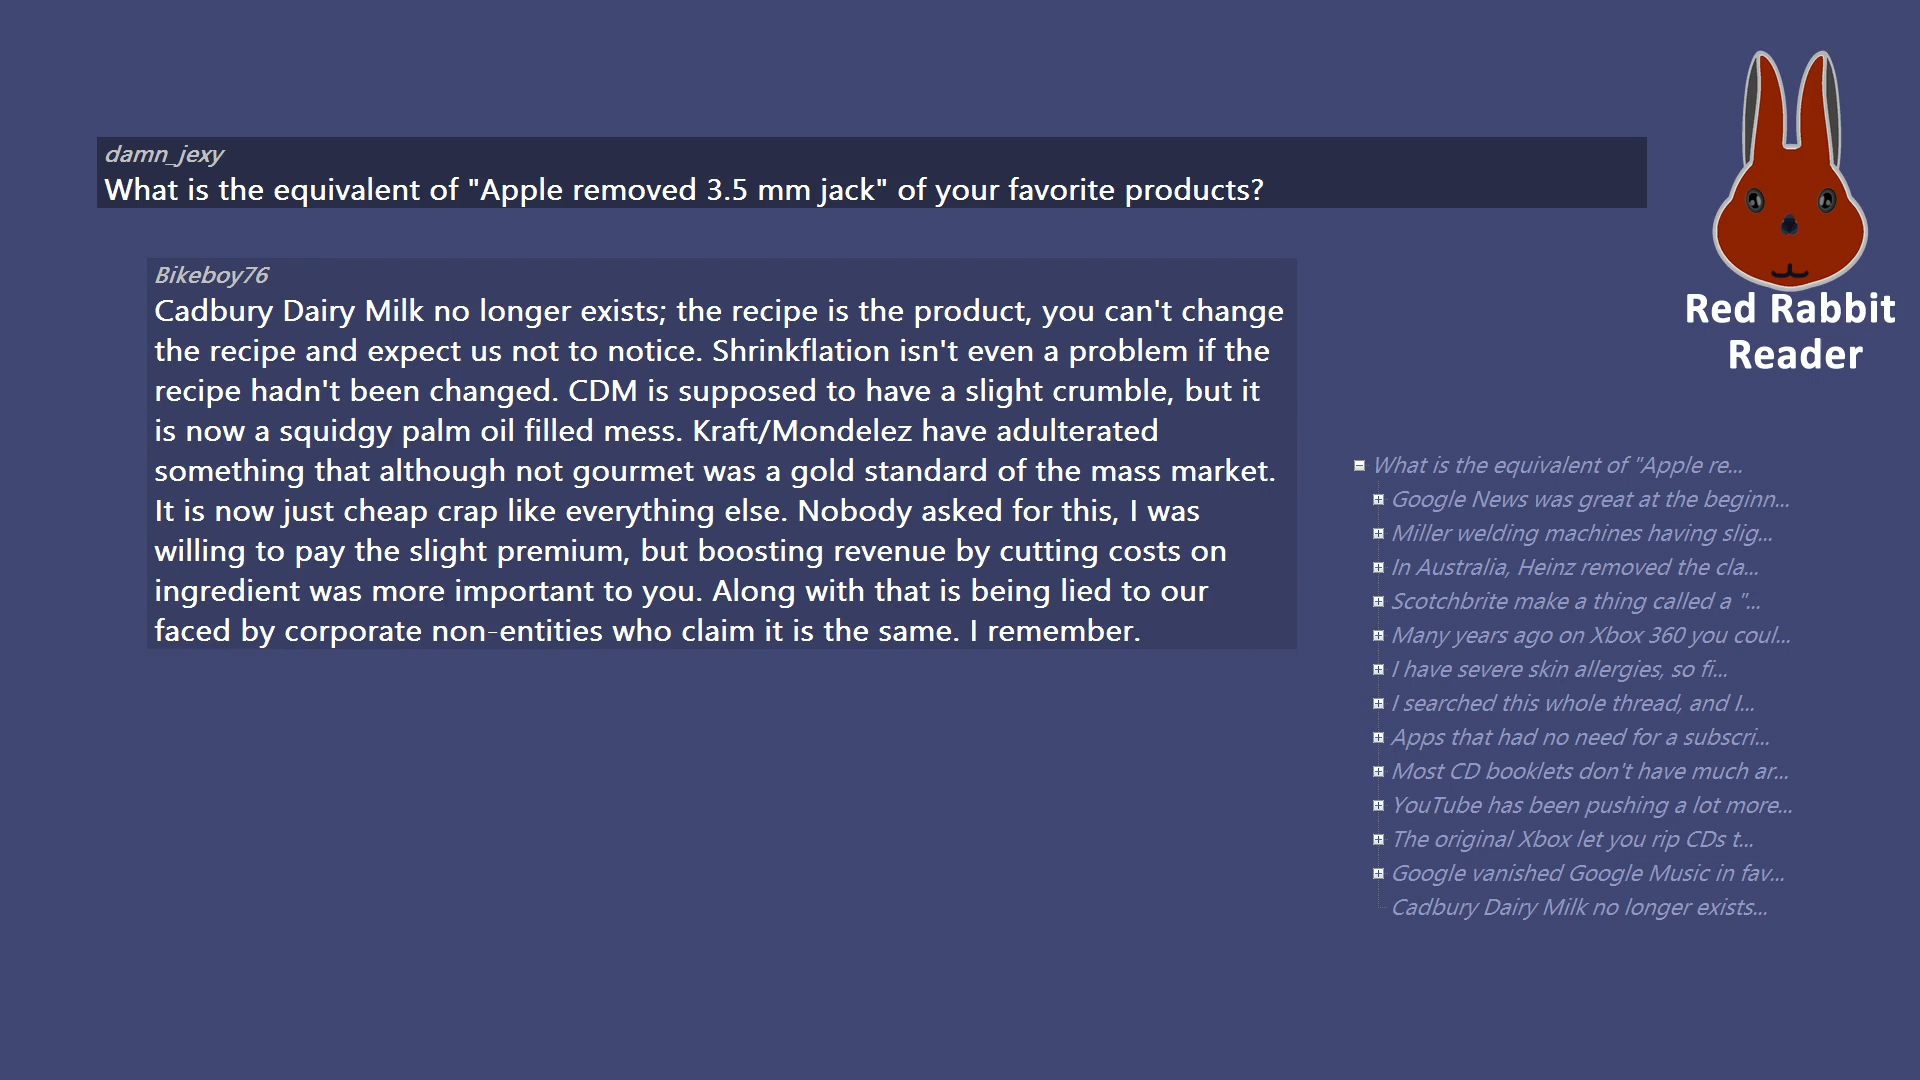 damn_jexy
What is the equivalent of "Apple removed 3.5 mm jack" of your favorite products?
Bikeboy76
Cadbury Dairy Milk no longer exists; the recipe is the product, you can't change
the recipe and expect us not to notice. Shrinkflation isn't even a problem if the
recipe hadn't been changed. CDM is supposed to have a slight crumble, but it
is now a squidgy palm oil filled mess. Kraft/Mondelez have adulterated
something that although not gourmet was a gold standard of the mass market.
It is now just cheap crap like everything else. Nobody asked for this, I was
willing to pay the slight premium, but boosting revenue by cutting costs on
ingredient was more important to you. Along with that is being lied to our
faced by corporate non-entities who claim it is the same. I remember.
Red Rabbit
Reader
What is the equivalent of "Apple re...
Google News was great at the beginn...
Miller welding machines having slig...
In Australia, Heinz removed the cla...
Scotchbrite make a thing called a "...
Many years ago on Xbox 360 you coul...
I have severe skin allergies, so fi...
I searched this whole thread, and I...
Apps that had no need for a subscri...
Most CD booklets don't have much ar...
YouTube has been pushing a lot more...
The original Xbox let you rip CDs t...
Google vanished Google Music in fav...
Cadbury Dairy Milk no longer exists...